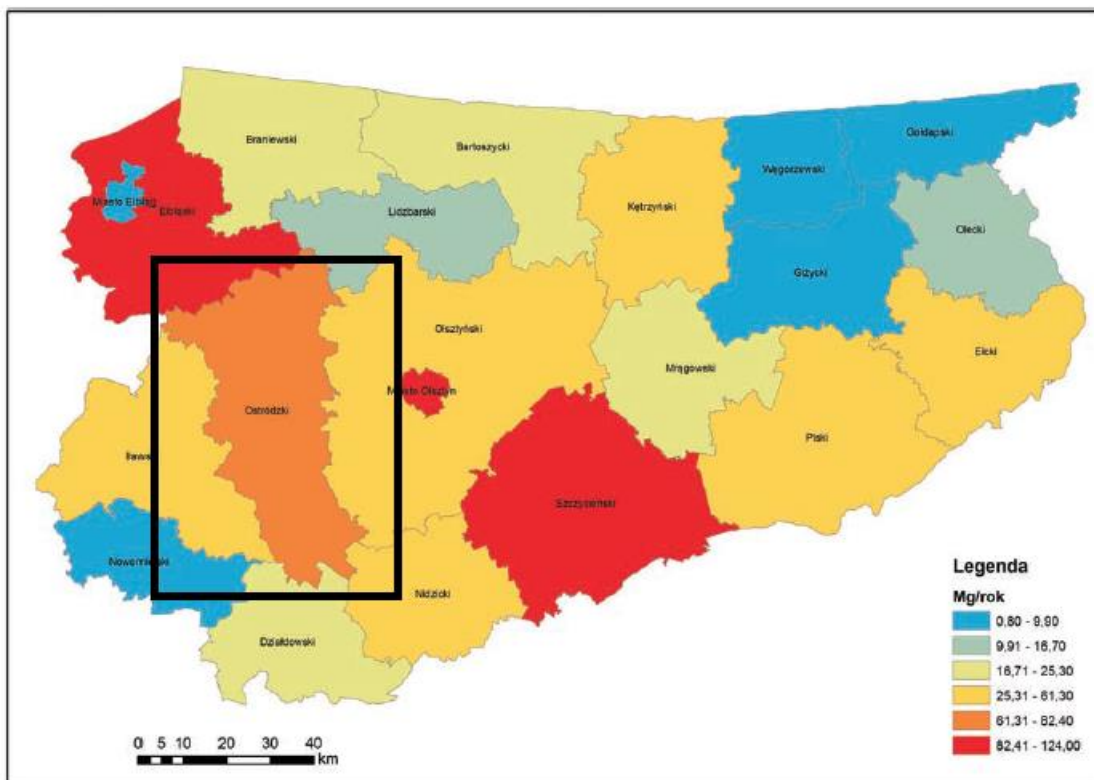 Braniewski
Bartoszycki
Gołdapski
Węgorzewski
Miasto Elbląg
Elbląski
Lidzbarski
Kętrzyński
Olecki
Giżycki
Olsztyński
Ełcki
Mrągowski
Miasto Olsztyn
Ostródzki
Piski
Iławs
Szczycieński
Nowomiejski
Nidzicki
Działdowski
Legenda
Mg/rok
0,80 - 9,90
9,91 - 16,70
16,71 - 25,30
25,31 - 61,30
61,31 - 82,40
82,41 - 124,00
0 5 10 20 30 40
km